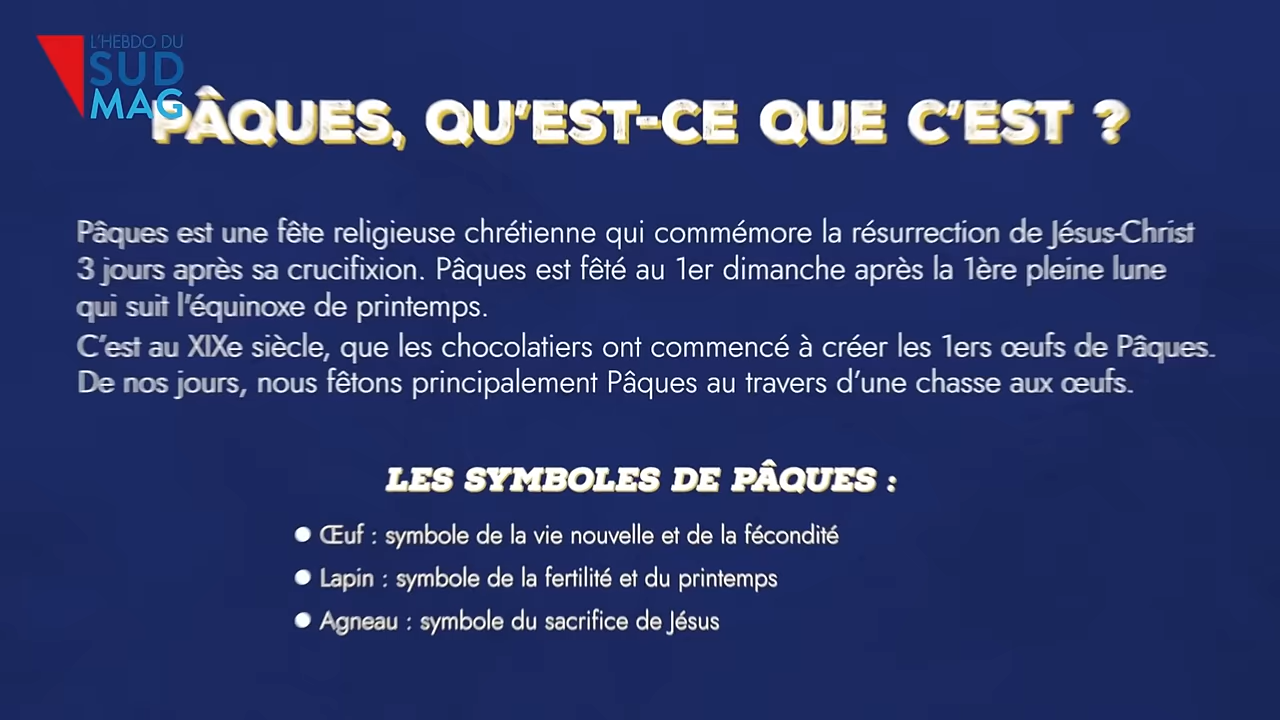 L'HEBDO DU
SUD
MAG
PÂQUES, QU'EST-CE QUE C'EST ?
Pâques est une fête religieuse chrétienne qui commémore la résurrection de Jésus-Christ
3 jours après sa crucifixion. Pâques est fêté au 1er dimanche après la 1ère pleine lune
qui suit l'équinoxe de printemps.
C'est au XIXe siècle, que les chocolatiers ont commencé à créer les 1ers œufs de Pâques.
De nos jours, nous fêtons principalement Pâques au travers d'une chasse aux œufs.
LES SYMBOLES DE PÂQUES :
● Œuf : symbole de la vie nouvelle et de la fécondité
● Lapin : symbole de la fertilité et du printemps
● Agneau : symbole du sacrifice de Jésus